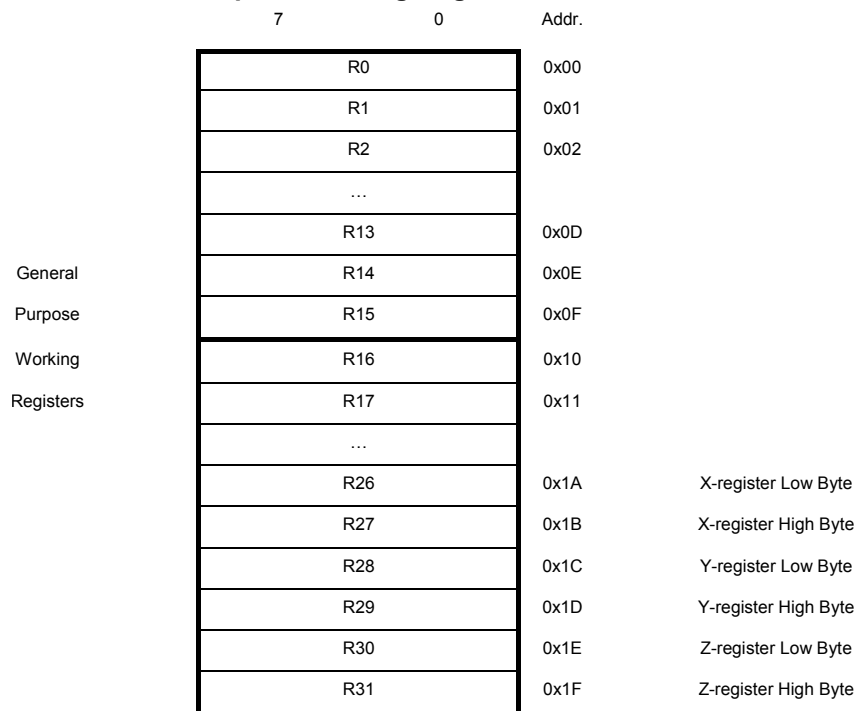 7 0 Addr.
R0 0x00
R1 0x01
R2 0x02
…
R13 0x0D
General R14 0x0E
Purpose R15 0x0F
Working R16 0x10
Registers R17 0x11
…
R26 0x1A X-register Low Byte
R27 0x1B X-register High Byte
R28 0x1C Y-register Low Byte
R29 0x1D Y-register High Byte
R30 0x1E Z-register Low Byte
R31 0x1F Z-register High Byte